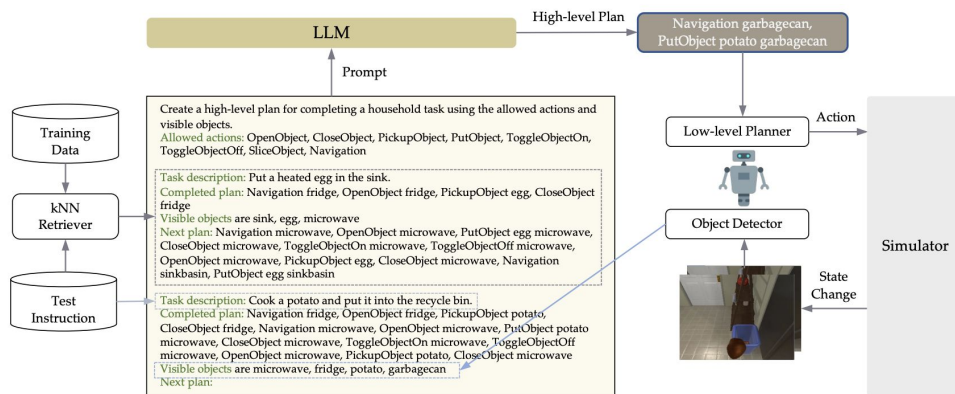 LLM
High-level Plan
Navigation garbagecan,
PutObject potato garbagecan
Prompt
Create a high-level plan for completing a household task using the allowed actions and
visible objects.
Allowed actions: OpenObject, CloseObject, PickupObject, PutObject, ToggleObjectOn,
ToggleObjectOff, SliceObject, Navigation
Task description: Put a heated egg in the sink.
Completed plan: Navigation fridge, OpenObject fridge, PickupObject egg, CloseObject
fridge
Visible objects are sink, egg, microwave
Next plan: Navigation microwave, OpenObject microwave, PutObject egg microwave,
CloseObject microwave, ToggleObjectOn microwave, ToggleObjectOff microwave,
OpenObject microwave, PickupObject egg, CloseObject microwave, Navigation
sinkbasin, PutObject egg sinkbasin
Task description: Cook a potato and put it into the recycle bin.
Completed plan: Navigation fridge, OpenObject fridge, PickupObject potato,
CloseObject fridge, Navigation microwave, OpenObject microwave, PutObject potato
microwave, CloseObject microwave, ToggleObjectOn microwave, ToggleObjectOff
microwave, OpenObject microwave, PickupObject potato, CloseObject microwave
Visible objects are microwave, fridge, potato, garbagecan
Next plan:
Training
Data
kNN
Retriever
Test
Instruction
Low-level Planner
Action
Object Detector
State
Change
Simulator